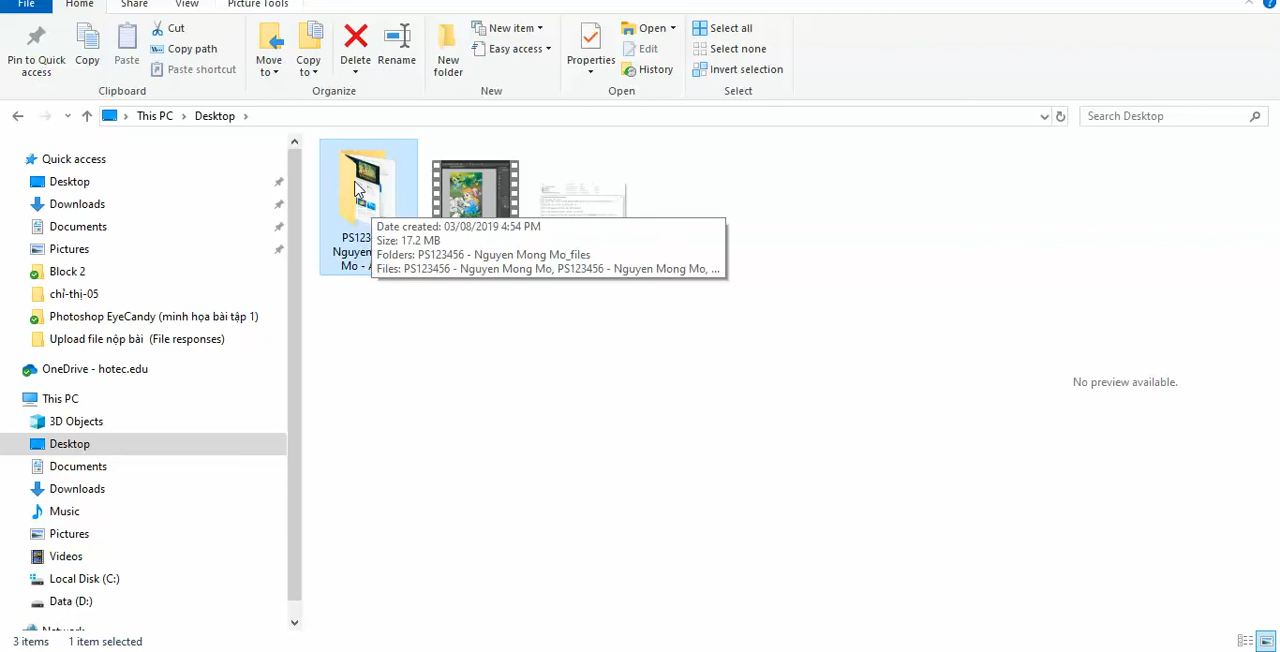 File Home Share View Picture Tools
Pin to Quick access
Copy
Paste
Cut
Copy path
Paste shortcut
Clipboard
Move to
Copy to
Delete
Rename
Organize
New folder
New item
Easy access
New
Properties
Open
Edit
History
Open
Select all
Select none
Invert selection
Select
This PC › Desktop ›
Search Desktop
Quick access
Desktop
Downloads
Documents
Pictures
Block 2
chỉ-thị-05
Photoshop EyeCandy (minh họa bài tập 1)
Upload file nộp bài (File responses)
OneDrive - hotec.edu
This PC
3D Objects
Desktop
Documents
Downloads
Music
Pictures
Videos
Local Disk (C:)
Data (D:)
PS123
Nguyen
Mo - A
Date created: 03/08/2019 4:54 PM
Size: 17.2 MB
Folders: PS123456 - Nguyen Mong Mo_files
Files: PS123456 - Nguyen Mong Mo, PS123456 - Nguyen Mong Mo, ...
No preview available.
3 items 1 item selected